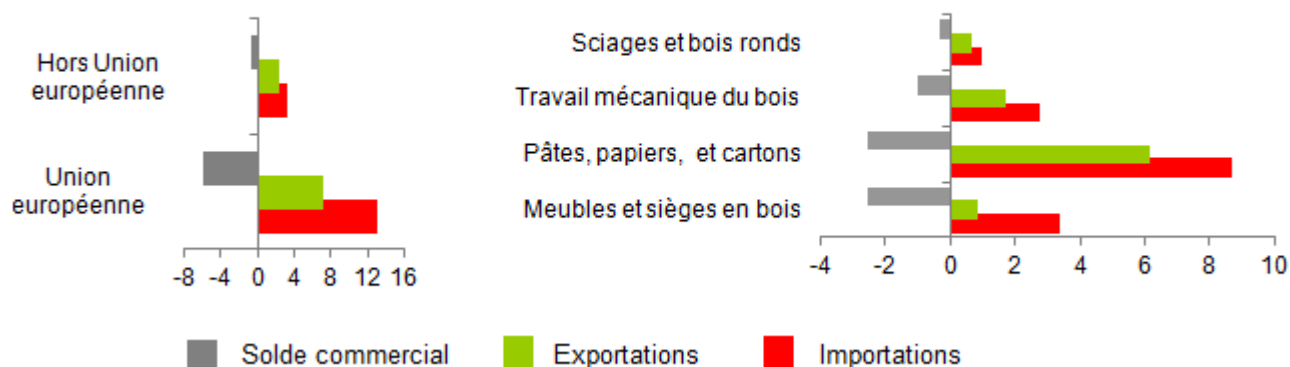 Hors Union
européenne
Union
européenne
-8 -4 0 4 8 12 16
Sciages et bois ronds
Travail mécanique du bois
Pâtes, papiers, et cartons
Meubles et sièges en bois
-4 -2 0 2 4 6 8 10
Solde commercial Exportations Importations